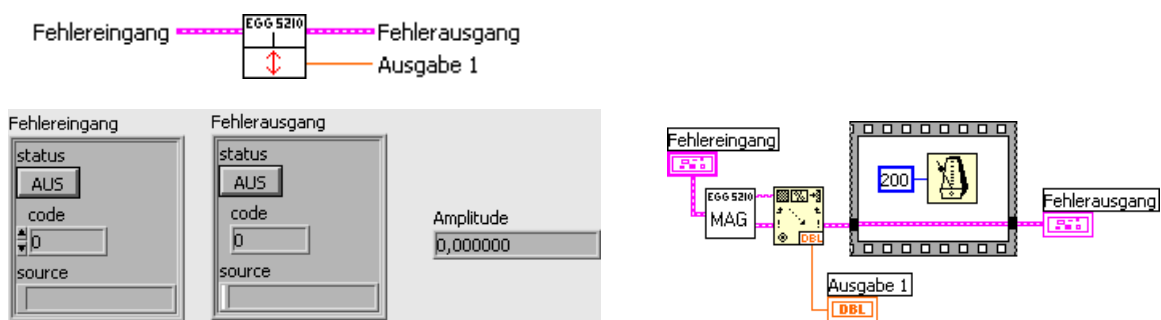 Fehlereingang
EGG 5210
Fehlerausgang
Ausgabe 1
Fehlereingang
Fehlerausgang
status
status
AUS
AUS
code
code
0
0
source
source
Amplitude
0,000000
Fehlereingang
EGG 5210
MAG
DBL
200
Fehlerausgang
Ausgabe 1
DBL